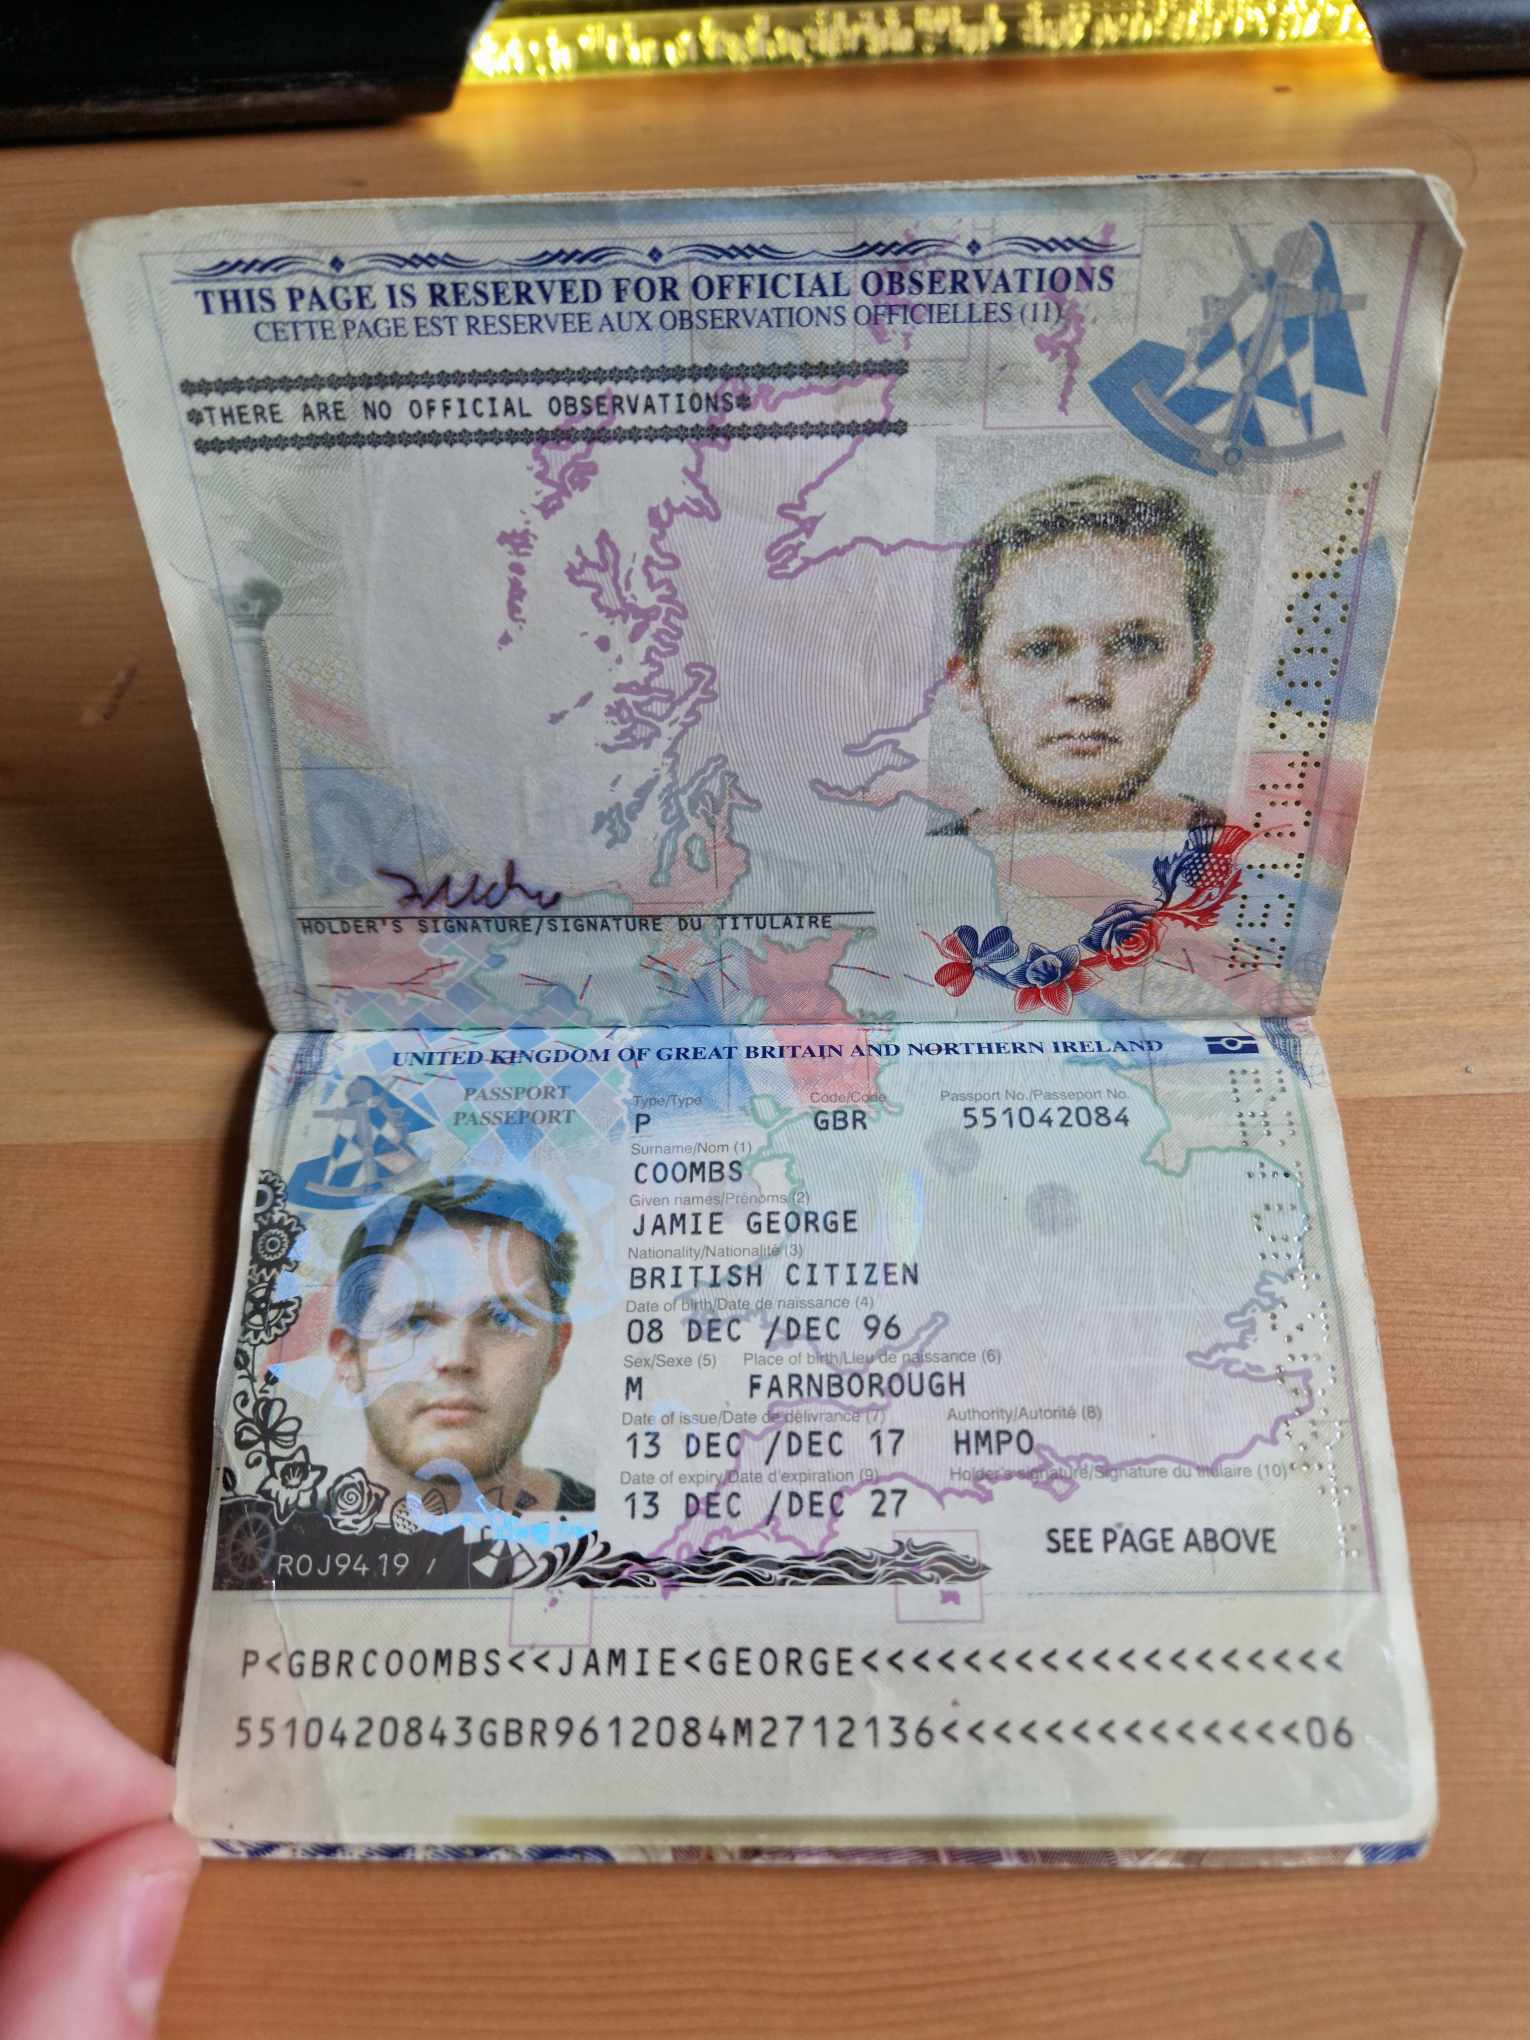 THIS PAGE IS RESERVED FOR OFFICIAL OBSERVATIONS
CETTE PAGE EST RESERVEE AUX OBSERVATIONS OFFICIELLES (11)
*THERE ARE NO OFFICIAL OBSERVATIONS*
HOLDER'S SIGNATURE/SIGNATURE DU TITULAIRE
UNITED KINGDOM OF GREAT BRITAIN AND NORTHERN IRELAND
PASSPORT
PASSEPORT
Type/Type Code/Code Passport No./Passeport No.
P GBR 551042084
Surname/Nom (1)
COOMBS
Given names/Prénoms (2)
JAMIE GEORGE
Nationality/Nationalité (3)
BRITISH CITIZEN
Date of birth/Date de naissance (4)
08 DEC /DEC 96
Sex/Sexe (5) Place of birth/Lieu de naissance (6)
M FARNBOROUGH
Date of issue/Date de délivrance (7) Authority/Autorité (8)
13 DEC /DEC 17 HMPO
Date of expiry/Date d'expiration (9) Holder's signature/Signature du titulaire (10)
13 DEC /DEC 27
SEE PAGE ABOVE
P<GBRCOOMBS<<JAMIE<GEORGE<<<<<<<<<<<<<<<<<<<
5510420843GBR9612084M2712136<<<<<<<<<<<<<<06